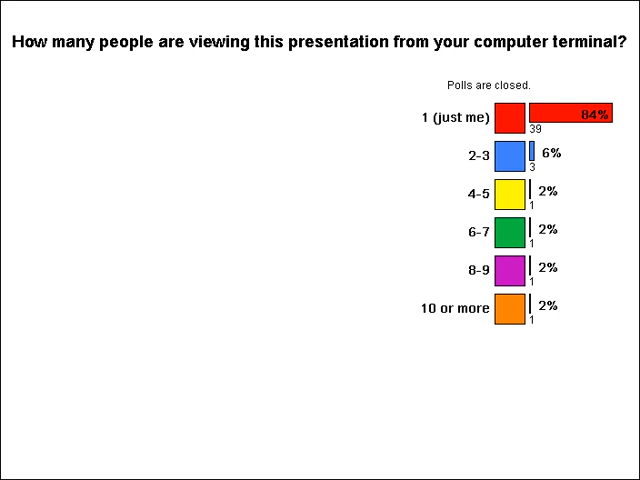 How many people are viewing this presentation from your computer terminal?
Polls are closed.
1 (just me) 84%
39
2-3 6%
3
4-5 2%
1
6-7 2%
1
8-9 2%
1
10 or more 2%
1